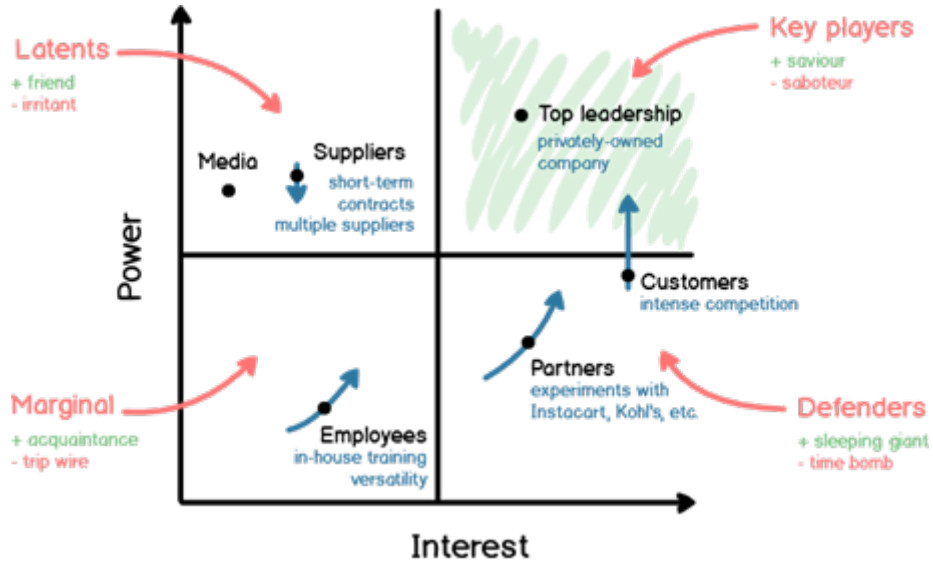 Latents
+ friend
- irritant
Key players
+ saviour
- saboteur
Media
Suppliers
short-term
contracts
multiple suppliers
Top leadership
privately-owned
company
Power
Customers
intense competition
Partners
experiments with
Instacart, Kohl's, etc.
Marginal
+ acquaintance
- trip wire
Employees
in-house training
versatility
Defenders
+ sleeping giant
- time bomb
Interest